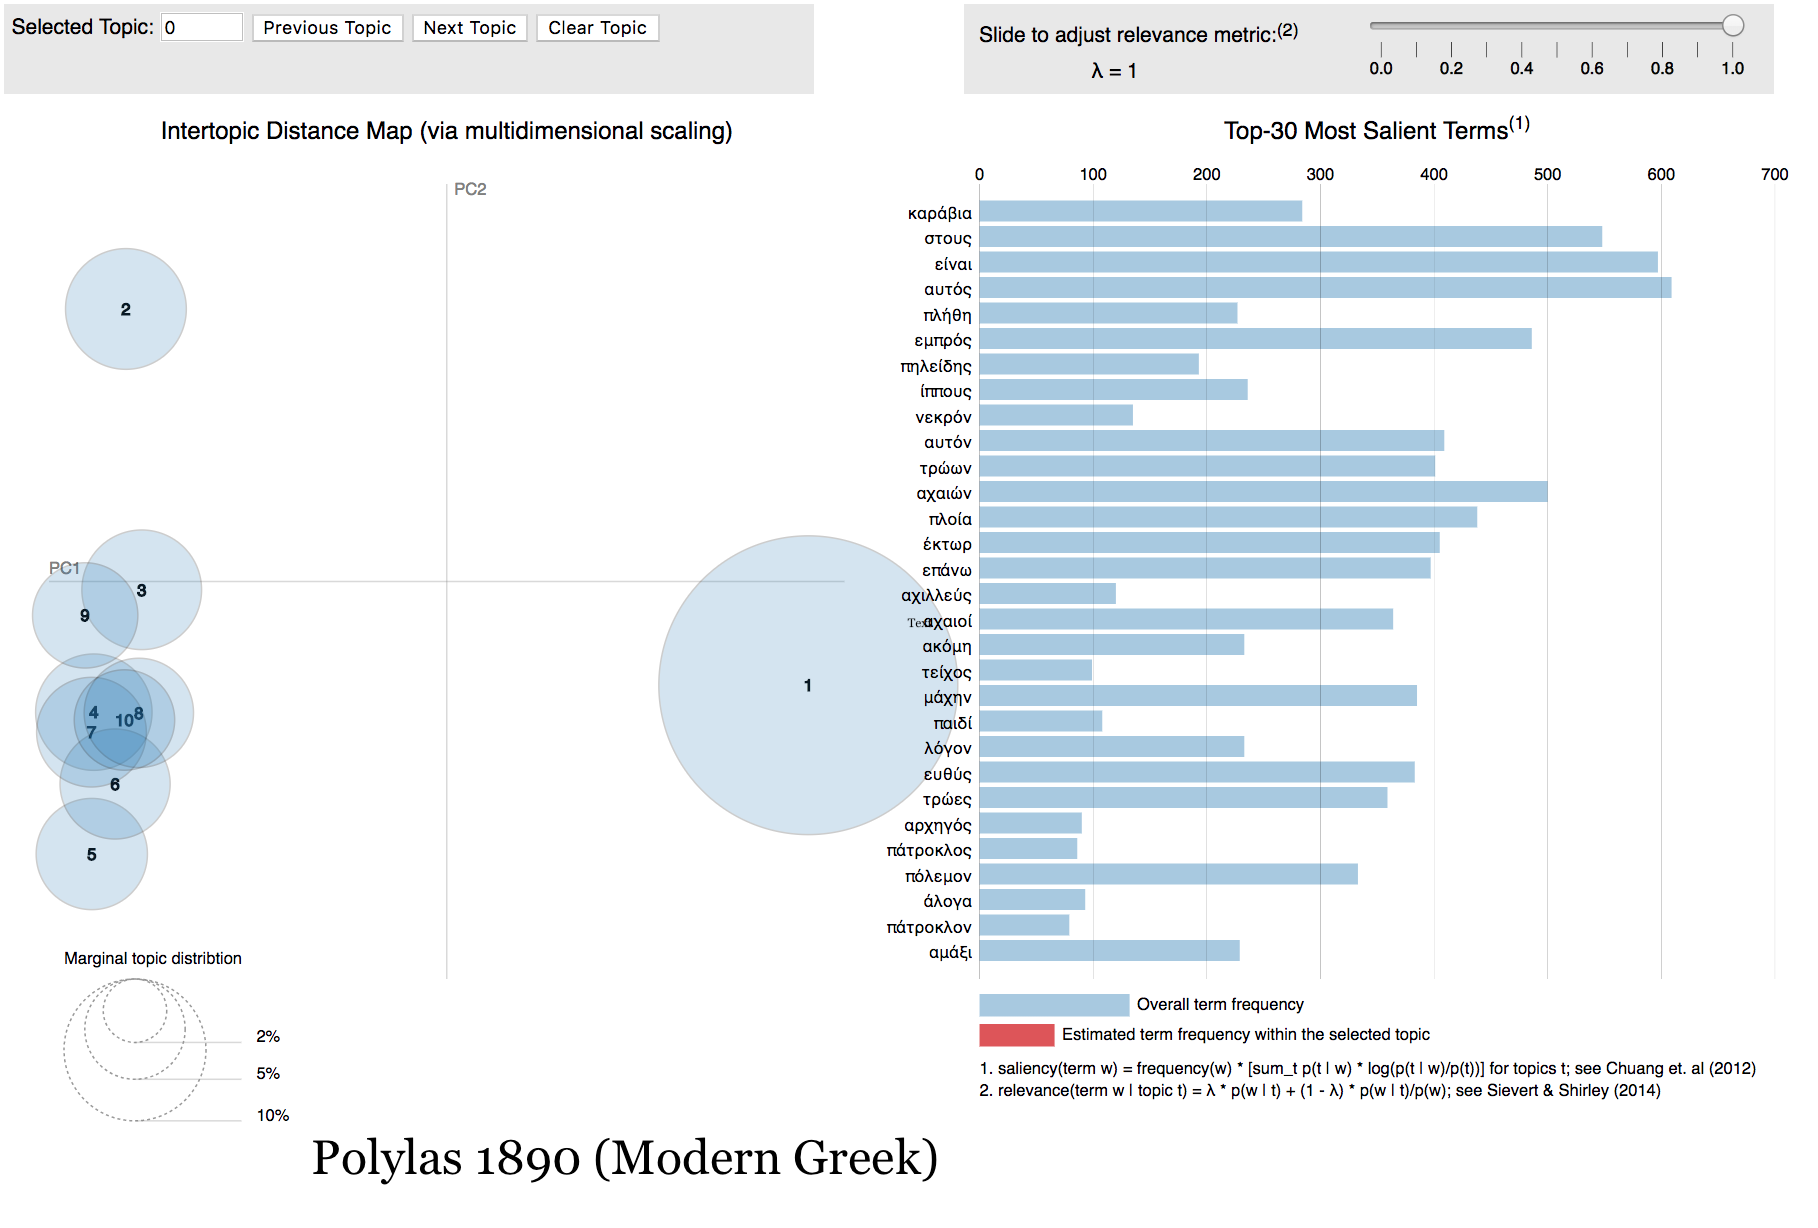 Selected Topic: 0 Previous Topic Next Topic Clear Topic
Slide to adjust relevance metric:(2)
λ = 1
0.0 0.2 0.4 0.6 0.8 1.0
Intertopic Distance Map (via multidimensional scaling)
PC2
PC1
2
3
9
4
10
8
7
6
5
1
Marginal topic distribtion
2%
5%
10%
Top-30 Most Salient Terms(1)
0 100 200 300 400 500 600 700
καράβια
στους
είναι
αυτός
πλήθη
εμπρός
πηλείδης
ίππους
νεκρόν
αυτόν
τρώων
αχαιών
πλοία
έκτωρ
επάνω
αχιλλεύς
αχαιοί
ακόμη
τείχος
μάχην
παιδί
λόγον
ευθύς
τρώες
αρχηγός
πάτροκλος
πόλεμον
άλογα
πάτροκλον
αμάξι
Overall term frequency
Estimated term frequency within the selected topic
1. saliency(term w) = frequency(w) * [sum_t p(t | w) * log(p(t | w)/p(t))] for topics t; see Chuang et. al (2012)
2. relevance(term w | topic t) = λ * p(w | t) + (1 - λ) * p(w | t)/p(w); see Sievert & Shirley (2014)
Polylas 1890 (Modern Greek)